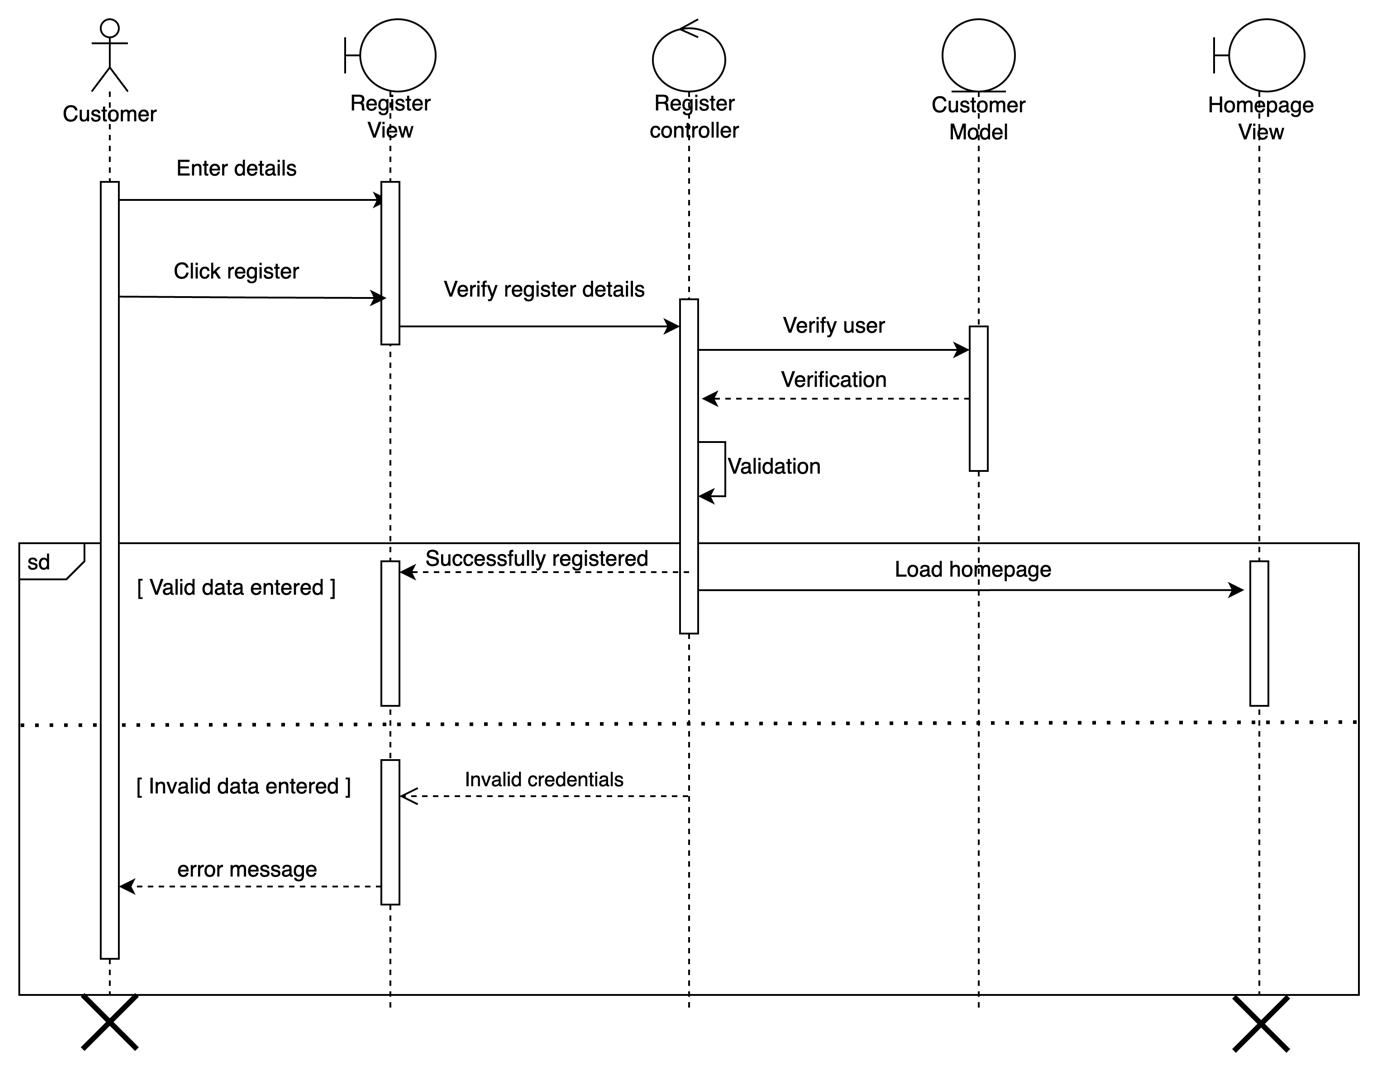 Customer
Register
View
Register
controller
Customer
Model
Homepage
View
Enter details
Click register
Verify register details
Verify user
Verification
Validation
sd
Successfully registered
Load homepage
[ Valid data entered ]
Invalid credentials
[ Invalid data entered ]
error message